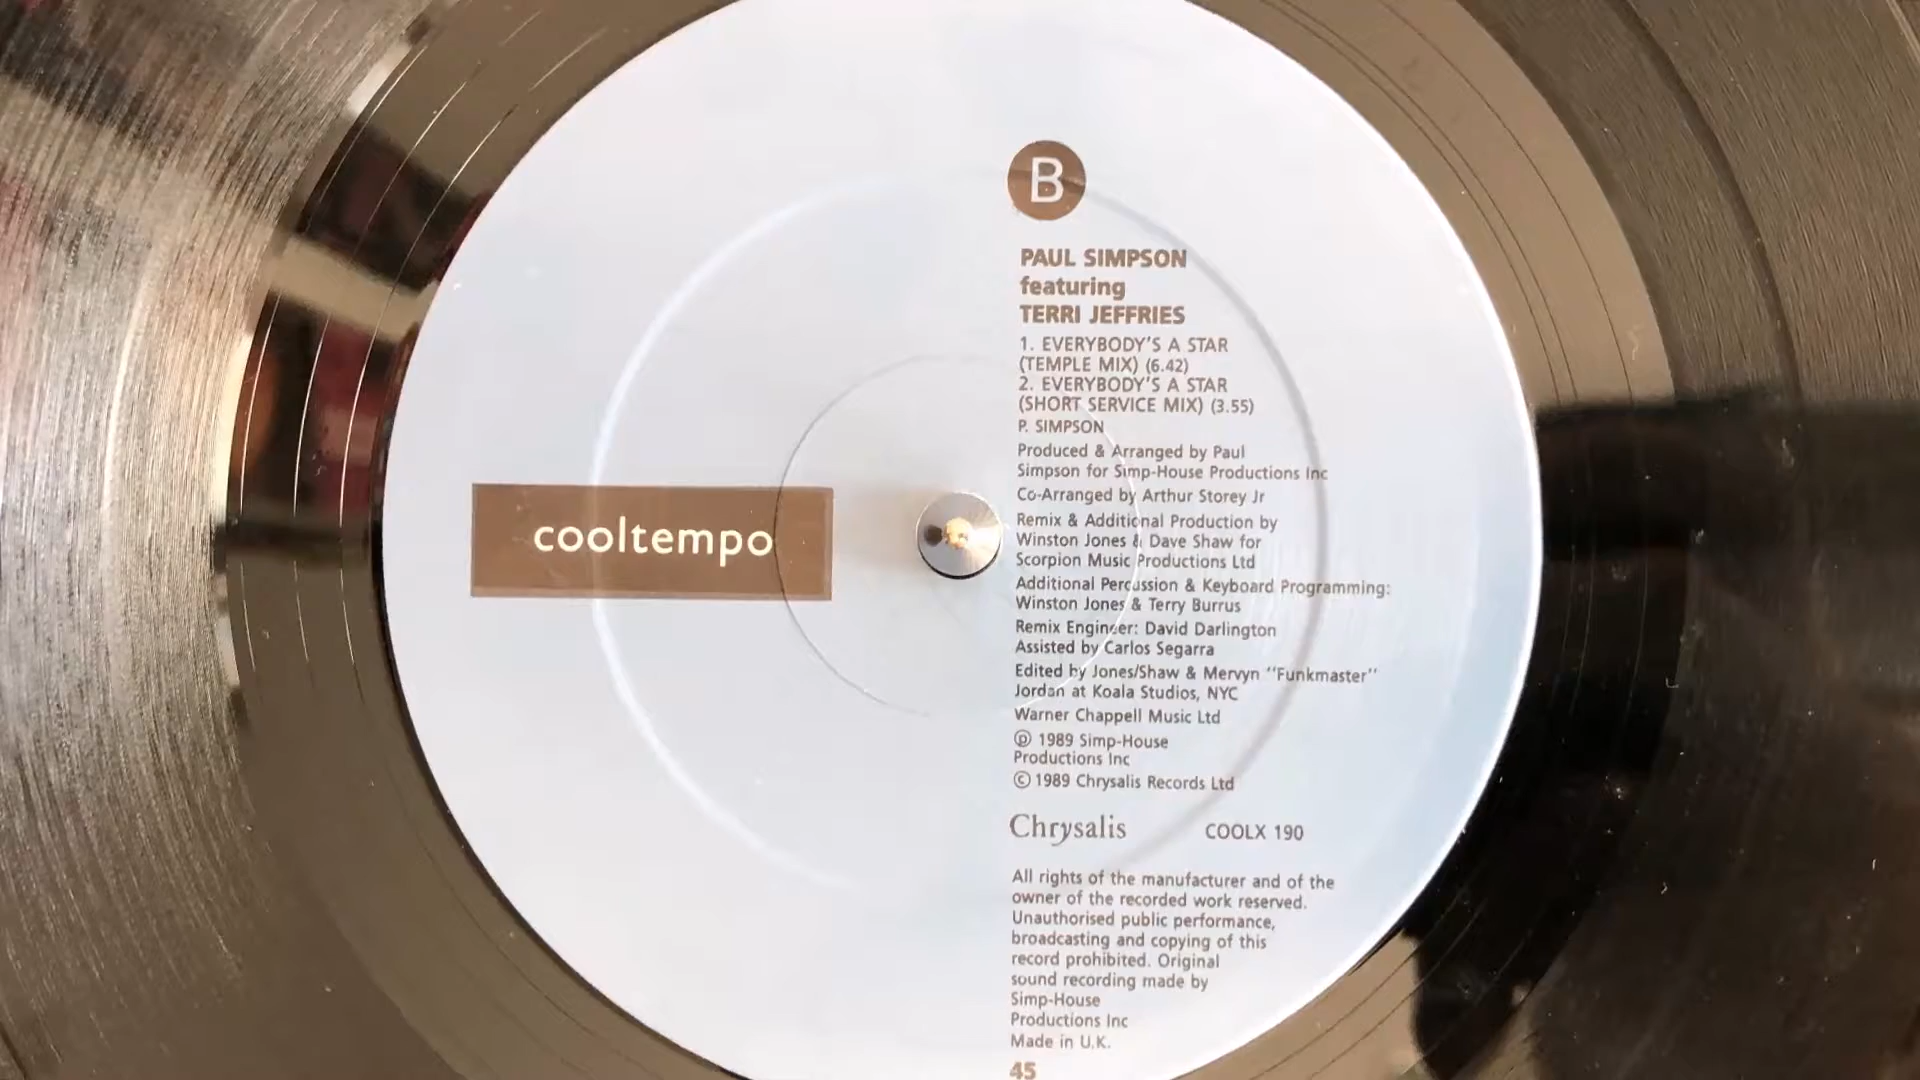 B
PAUL SIMPSON
featuring
TERRI JEFFRIES
1. EVERYBODY'S A STAR
(TEMPLE MIX) (6.42)
2. EVERYBODY'S A STAR
(SHORT SERVICE MIX) (3.55)
P. SIMPSON
Produced & Arranged by Paul
Simpson for Simp-House Productions Inc
Co-Arranged by Arthur Storey Jr
Remix & Additional Production by
Winston Jones & Dave Shaw for
Scorpion Music Productions Ltd
Additional Percussion & Keyboard Programming:
Winston Jones & Terry Burrus
Remix Engineer: David Darlington
Assisted by Carlos Segarra
Edited by Jones/Shaw & Mervyn "Funkmaster"
Jordan at Koala Studios, NYC
Warner Chappell Music Ltd
℗ 1989 Simp-House
Productions Inc
© 1989 Chrysalis Records Ltd
Chrysalis COOLX 190
All rights of the manufacturer and of the
owner of the recorded work reserved.
Unauthorised public performance,
broadcasting and copying of this
record prohibited. Original
sound recording made by
Simp-House
Productions Inc
Made in U.K.
45
cooltempo